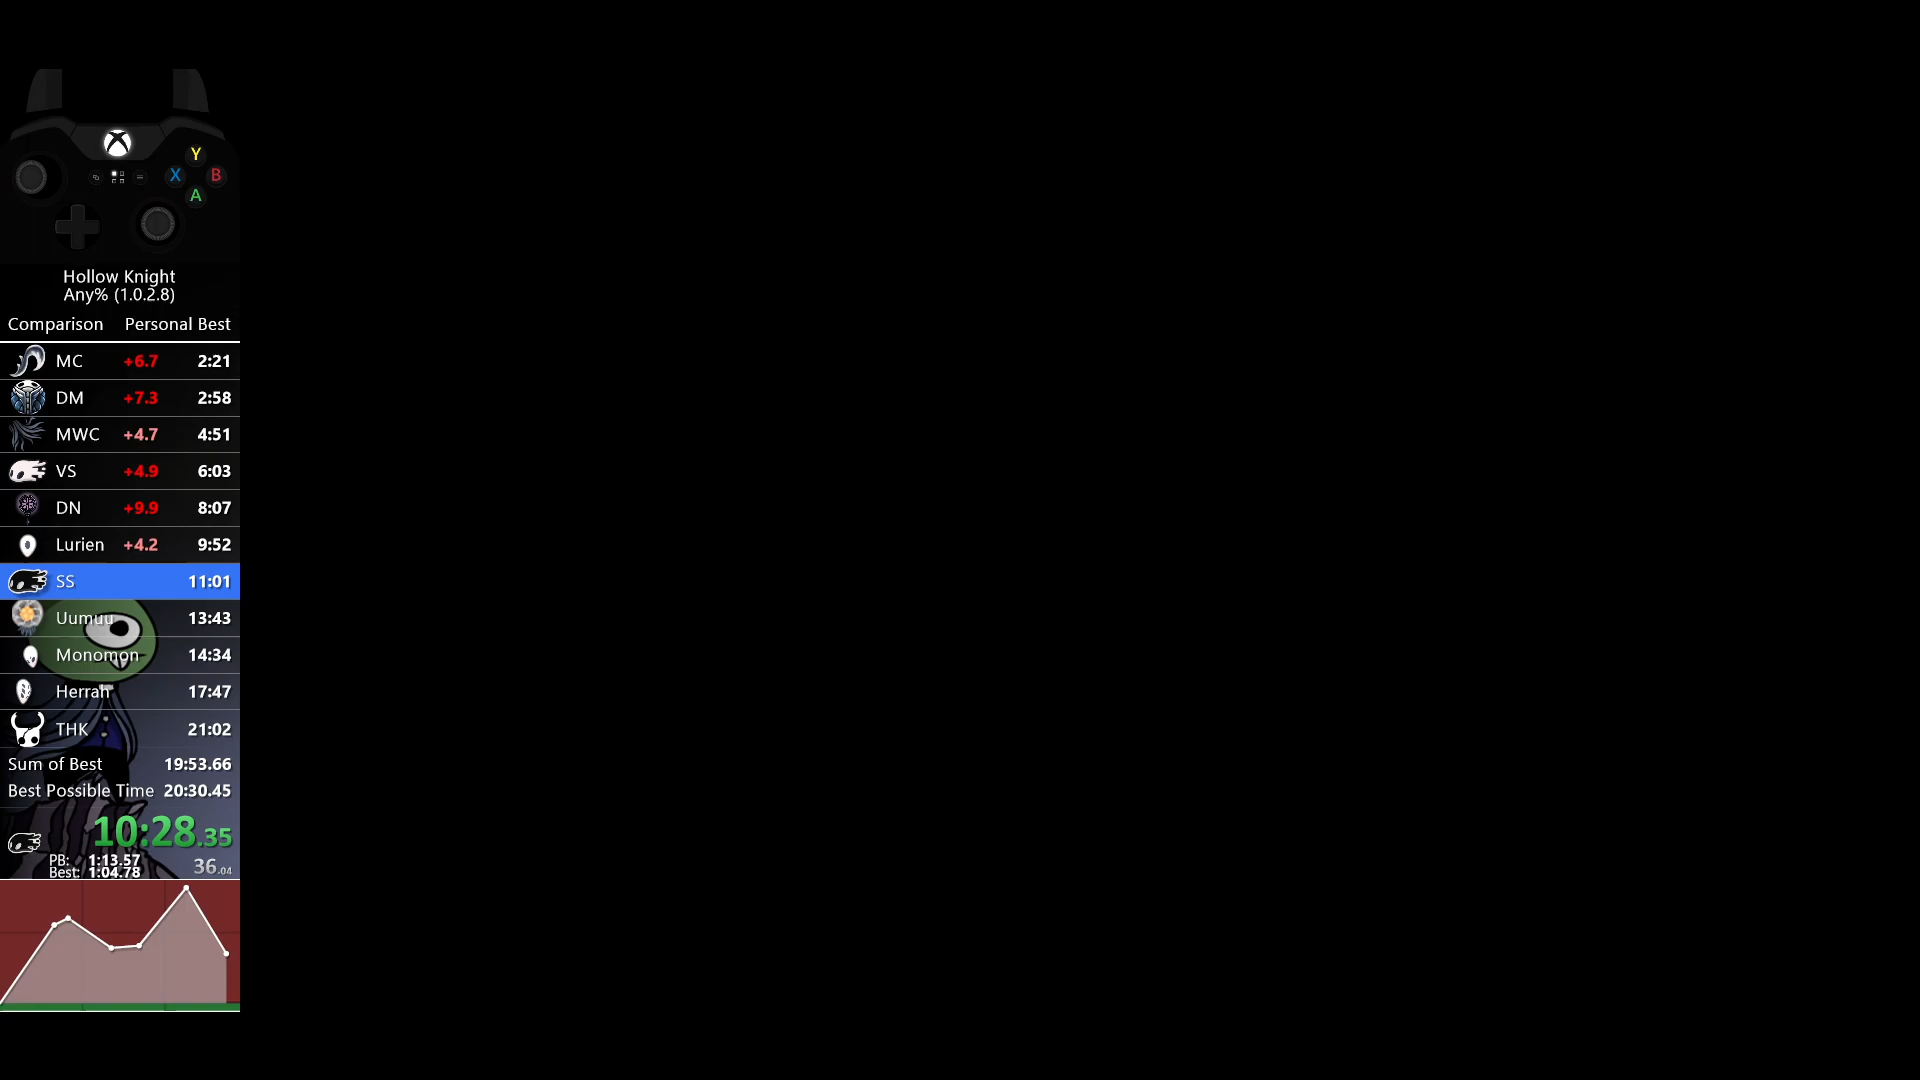 Y
X B
A
Hollow Knight
Any% (1.0.2.8)
Comparison Personal Best
MC +6.7 2:21
DM +7.3 2:58
MWC +4.7 4:51
VS +4.9 6:03
DN +9.9 8:07
Lurien +4.2 9:52
SS 11:01
Uumuu 13:43
Monomon 14:34
Herrah 17:47
THK 21:02
Sum of Best 19:53.66
Best Possible Time 20:30.45
10:28.35
PB: 1:13.57
Best: 1:04.78
36.04